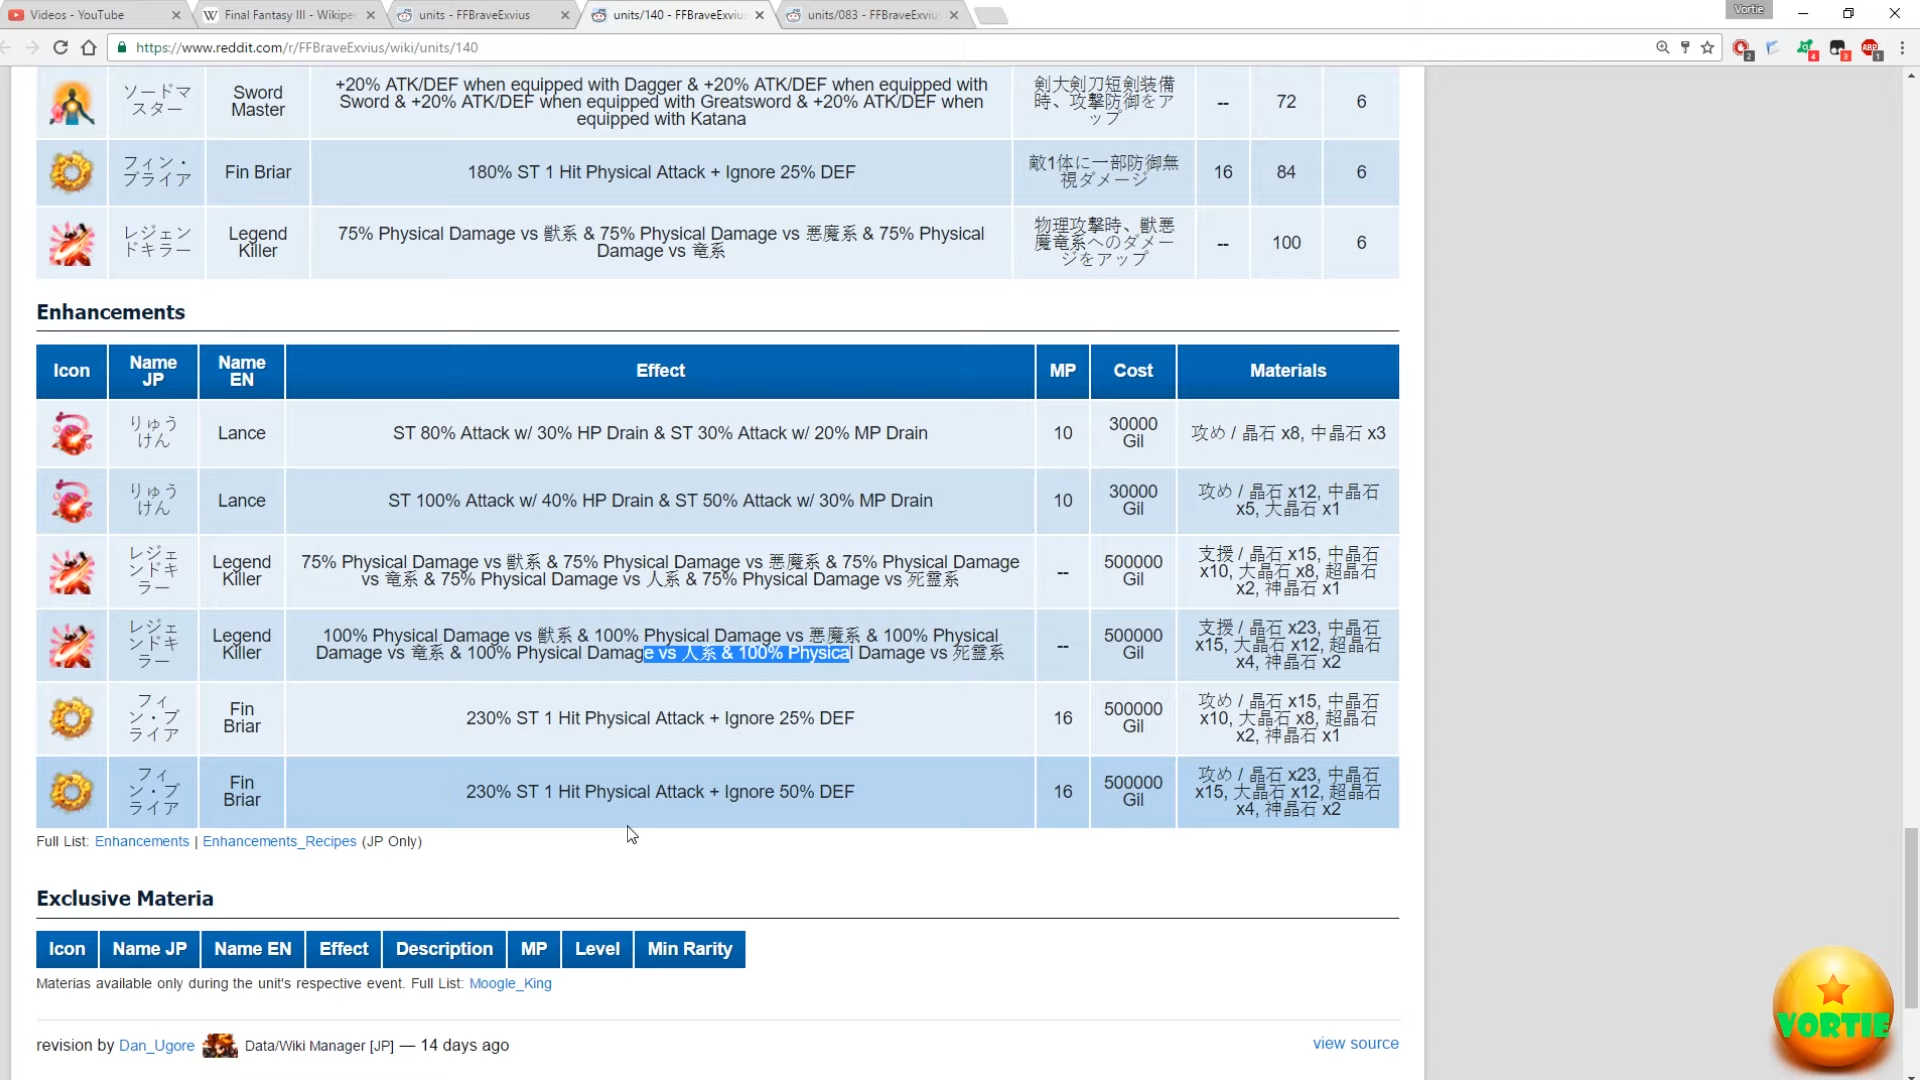 Videos - YouTube
Final Fantasy III - Wikipe
units - FFBraveExvius
units/140 - FFBraveExviu
units/083 - FFBraveExviu
Vortie
https://www.reddit.com/r/FFBraveExvius/wiki/units/140
ソードマ
スター
Sword
Master
+20% ATK/DEF when equipped with Dagger & +20% ATK/DEF when equipped with
Sword & +20% ATK/DEF when equipped with Greatsword & +20% ATK/DEF when
equipped with Katana
剣大剣刀短剣装備
時、攻撃防御をア
ップ
--
72
6
フィン・
ブライア
Fin Briar
180% ST 1 Hit Physical Attack + Ignore 25% DEF
敵1体に一部防御無
視ダメージ
16
84
6
レジェン
ドキラー
Legend
Killer
75% Physical Damage vs 獣系 & 75% Physical Damage vs 悪魔系 & 75% Physical
Damage vs 竜系
物理攻撃時、獣悪
魔竜系へのダメー
ジをアップ
--
100
6
Enhancements
Icon
Name
JP
Name
EN
Effect
MP
Cost
Materials
りゅう
けん
Lance
ST 80% Attack w/ 30% HP Drain & ST 30% Attack w/ 20% MP Drain
10
30000
Gil
攻め / 晶石 x8, 中晶石 x3
りゅう
けん
Lance
ST 100% Attack w/ 40% HP Drain & ST 50% Attack w/ 30% MP Drain
10
30000
Gil
攻め / 晶石 x12, 中晶石
x5, 大晶石 x1
レジェ
ンドキ
ラー
Legend
Killer
75% Physical Damage vs 獣系 & 75% Physical Damage vs 悪魔系 & 75% Physical Damage
vs 竜系 & 75% Physical Damage vs 人系 & 75% Physical Damage vs 死霊系
--
500000
Gil
支援 / 晶石 x15, 中晶石
x10, 大晶石 x8, 超晶石
x2, 神晶石 x1
レジェ
ンドキ
ラー
Legend
Killer
100% Physical Damage vs 獣系 & 100% Physical Damage vs 悪魔系 & 100% Physical
Damage vs 竜系 & 100% Physical Damage vs 人系 & 100% Physical Damage vs 死霊系
--
500000
Gil
支援 / 晶石 x23, 中晶石
x15, 大晶石 x12, 超晶石
x4, 神晶石 x2
フィ
ン・ブ
ライア
Fin
Briar
230% ST 1 Hit Physical Attack + Ignore 25% DEF
16
500000
Gil
攻め / 晶石 x15, 中晶石
x10, 大晶石 x8, 超晶石
x2, 神晶石 x1
フィ
ン・ブ
ライア
Fin
Briar
230% ST 1 Hit Physical Attack + Ignore 50% DEF
16
500000
Gil
攻め / 晶石 x23, 中晶石
x15, 大晶石 x12, 超晶石
x4, 神晶石 x2
Full List: Enhancements | Enhancements_Recipes (JP Only)
Exclusive Materia
Icon
Name JP
Name EN
Effect
Description
MP
Level
Min Rarity
Materias available only during the unit's respective event. Full List: Moogle_King
revision by Dan_Ugore Data/Wiki Manager [JP] — 14 days ago
view source
VORTIE